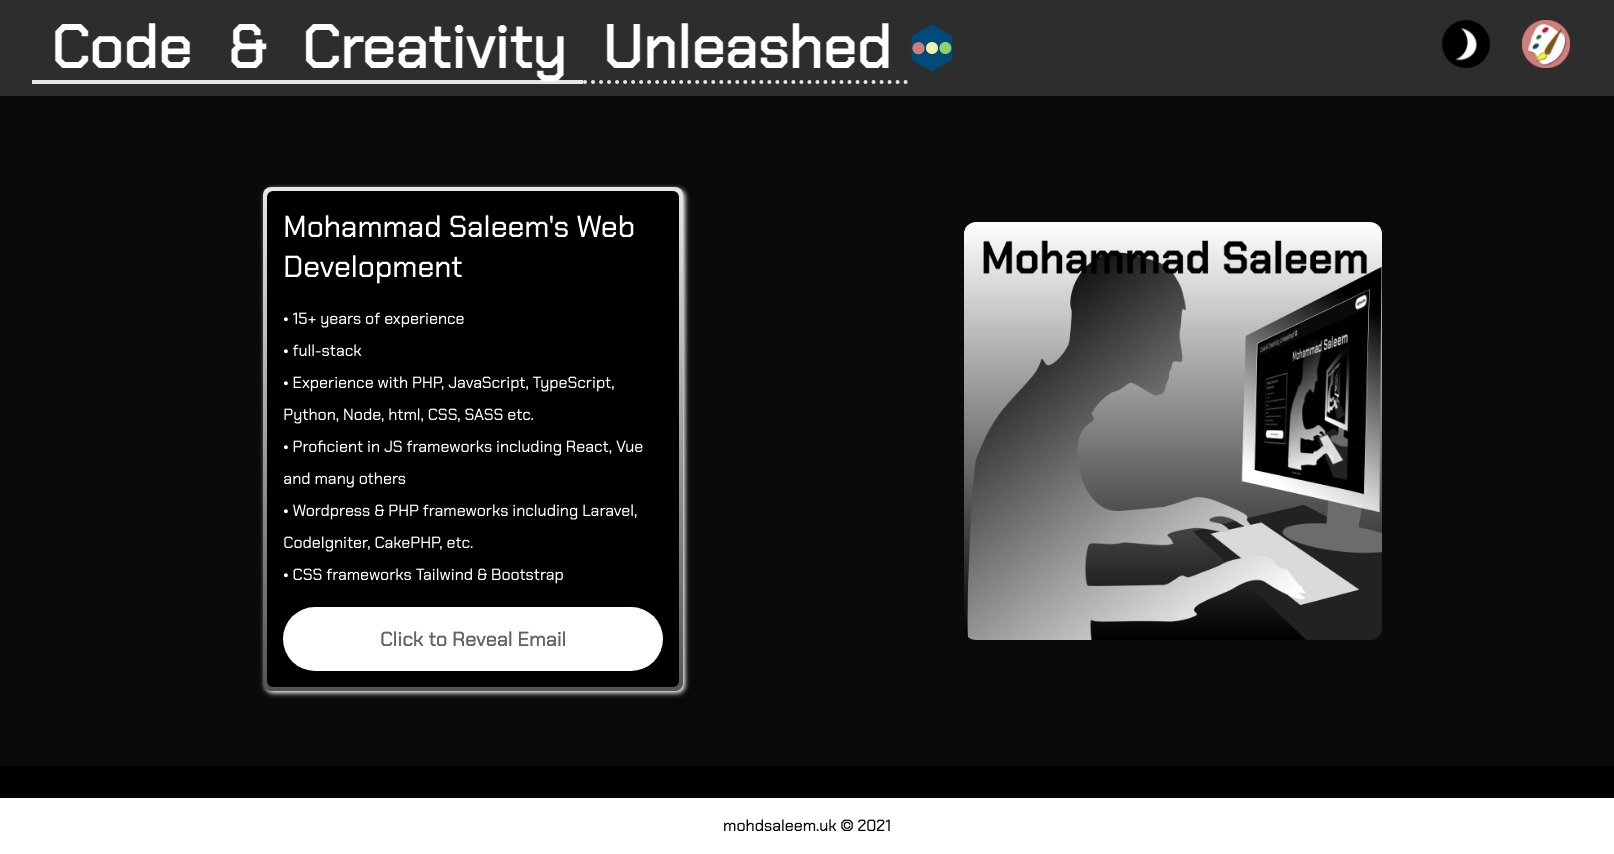 Code & Creativity Unleashed
Mohammad Saleem's Web
Development
• 15+ years of experience
• full-stack
• Experience with PHP, JavaScript, TypeScript,
Python, Node, html, CSS, SASS etc.
• Proficient in JS frameworks including React, Vue
and many others
• Wordpress & PHP frameworks including Laravel,
CodeIgniter, CakePHP, etc.
• CSS frameworks Tailwind & Bootstrap
Click to Reveal Email
Mohammad Saleem
Code & Creativity Unleashed
Mohammad Saleem
mohdsaleem.uk © 2021